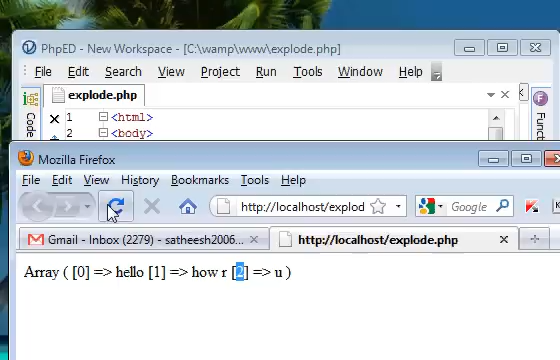 PhpED - New Workspace - [C:\wamp\www\explode.php]
File Edit Search View Project Run Tools Window Help
explode.php
Code
1 <html>
2 <body>
Mozilla Firefox
File Edit View History Bookmarks Tools Help
http://localhost/explod Google
Gmail - Inbox (2279) - satheesh2006... http://localhost/explode.php
Array ( [0] => hello [1] => how r [2] => u )